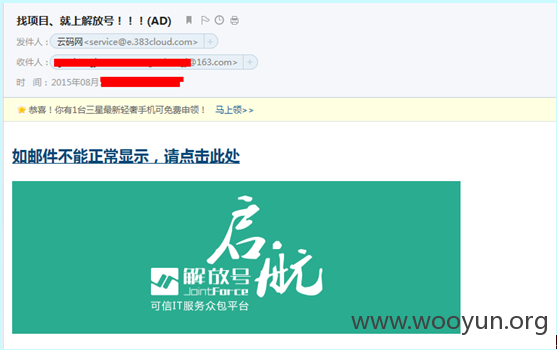 找项目、就上解放号！！！(AD)
发件人：云码网<service@e.383cloud.com>
收件人：@163.com>
时 间：2015年08月
恭喜！你有1台三星最新轻奢手机可免费申领！ 马上领>>
如邮件不能正常显示，请点击此处
启航
解放号
JointForce
可信IT服务众包平台
www.wooyun.org